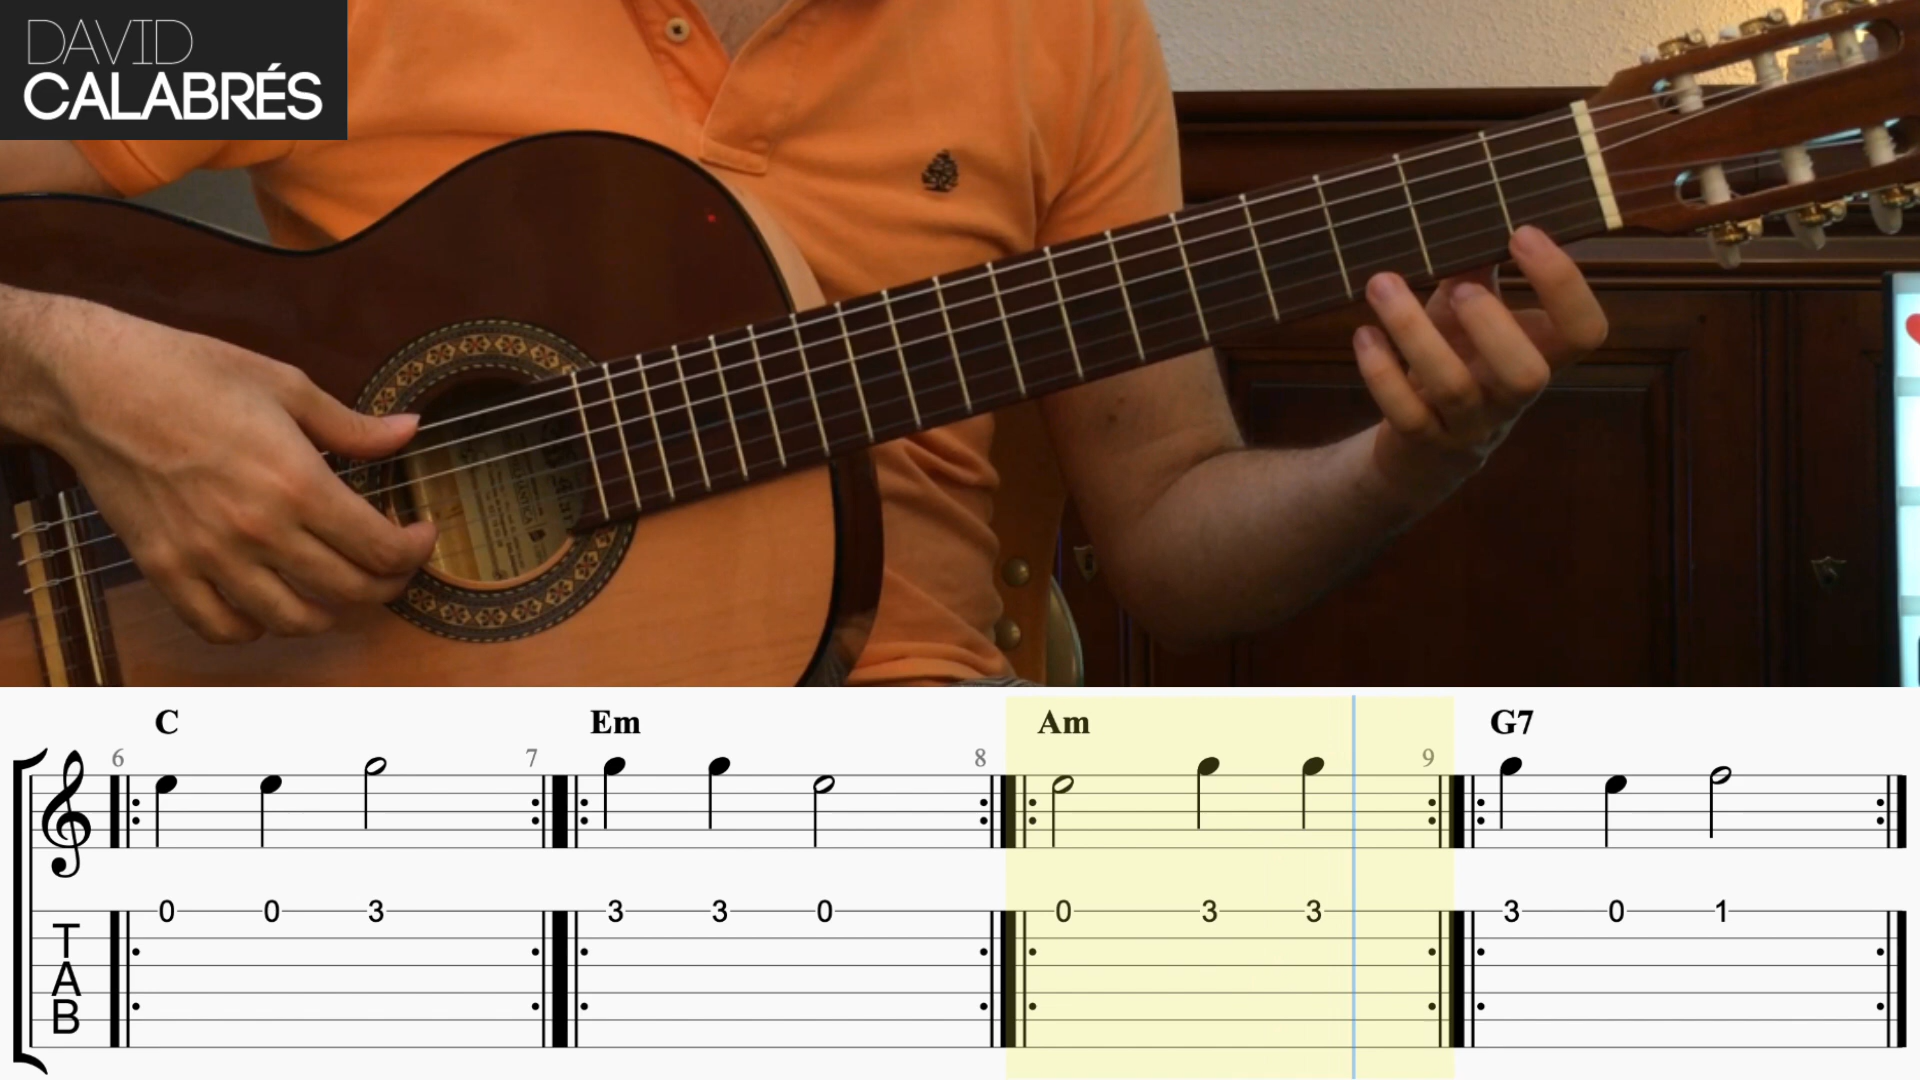 DAVID
CALABRÉS
C Em Am G7
6 7 8 9
0 0 3 3 3 0 0 3 3 3 0 1
T
A
B